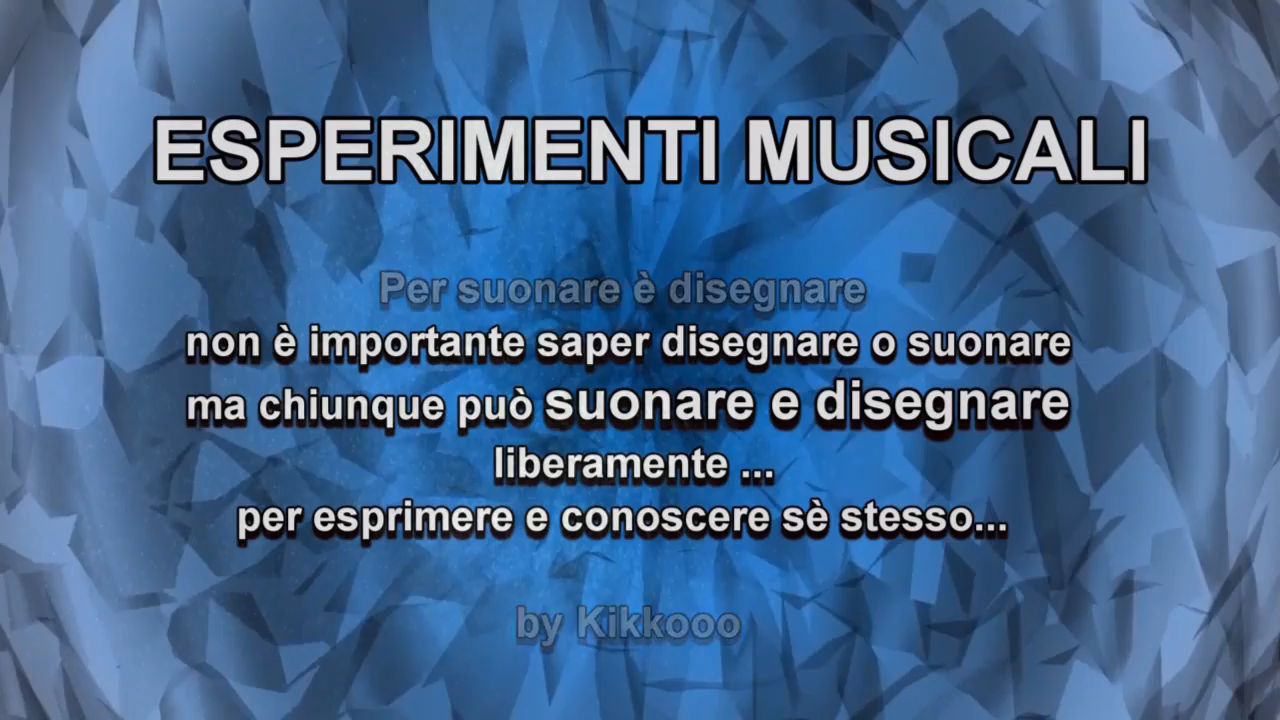 ESPERIMENTI MUSICALI
Per suonare è disegnare
non è importante saper disegnare o suonare
ma chiunque può suonare e disegnare
liberamente ...
per esprimere e conoscere sè stesso...
by Kikkooo